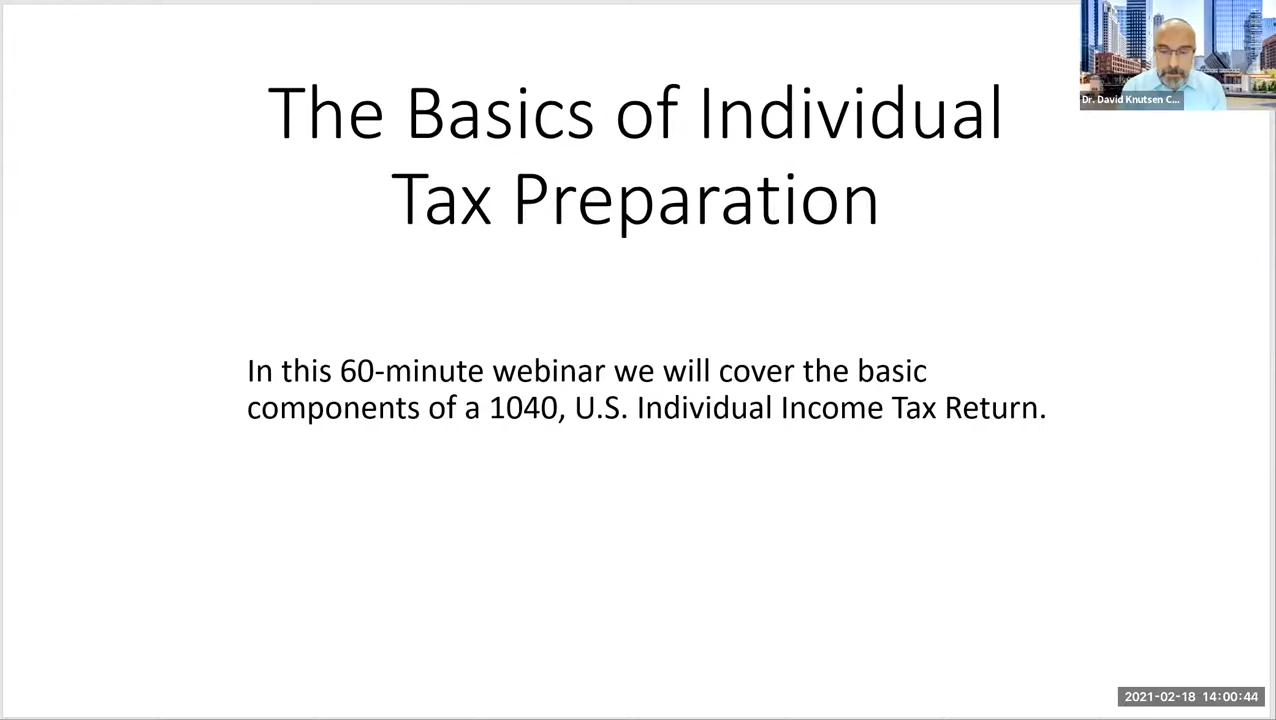 The Basics of Individual
Tax Preparation
In this 60-minute webinar we will cover the basic
components of a 1040, U.S. Individual Income Tax Return.
Dr. David Knutsen C...
2021-02-18 14:00:44